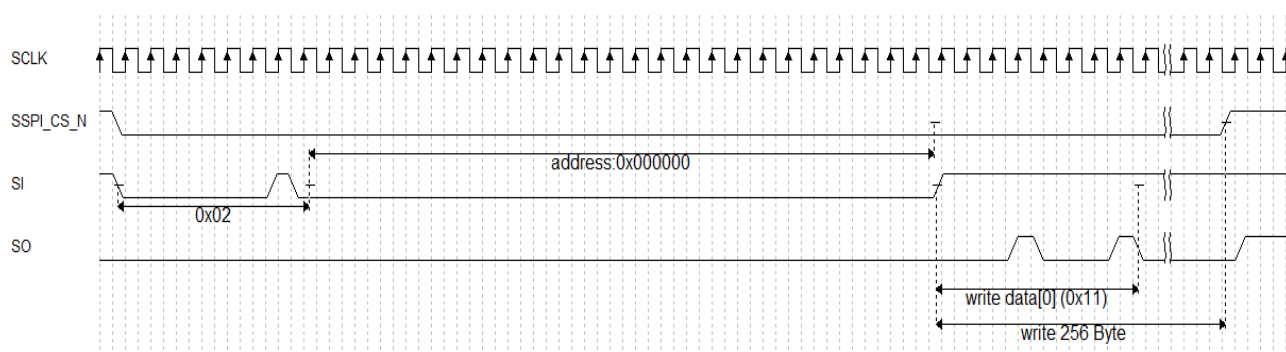 SCLK
SSPI_CS_N
address:0x000000
SI
0x02
SO
write data[0] (0x11)
write 256 Byte